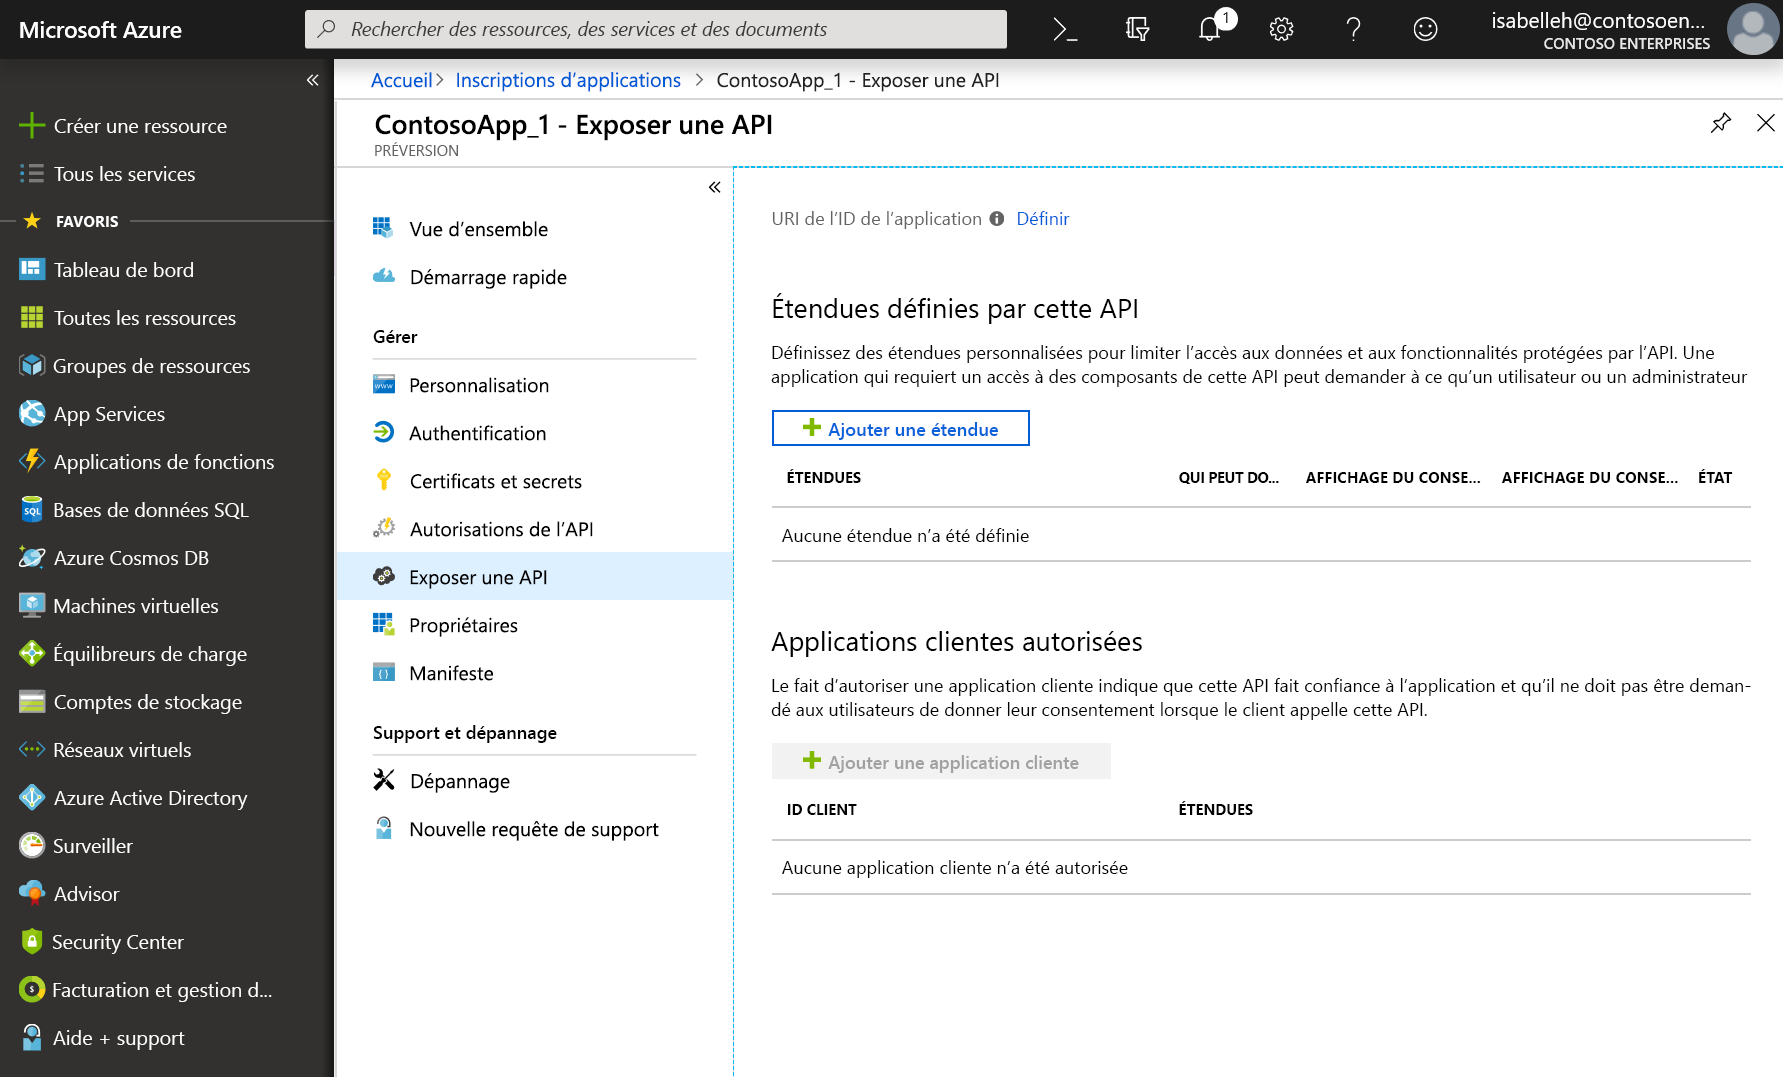 Microsoft Azure
Rechercher des ressources, des services et des documents
1
isabelleh@contosoen...
CONTOSO ENTERPRISES
Créer une ressource
Tous les services
FAVORIS
Tableau de bord
Toutes les ressources
Groupes de ressources
App Services
Applications de fonctions
Bases de données SQL
Azure Cosmos DB
Machines virtuelles
Équilibreurs de charge
Comptes de stockage
Réseaux virtuels
Azure Active Directory
Surveiller
Advisor
Security Center
Facturation et gestion d...
Aide + support
Accueil > Inscriptions d’applications > ContosoApp_1 - Exposer une API
ContosoApp_1 - Exposer une API
PRÉVERSION
Vue d’ensemble
Démarrage rapide
Gérer
Personnalisation
Authentification
Certificats et secrets
Autorisations de l’API
Exposer une API
Propriétaires
Manifeste
Support et dépannage
Dépannage
Nouvelle requête de support
URI de l’ID de l’application Définir
Étendues définies par cette API
Définissez des étendues personnalisées pour limiter l’accès aux données et aux fonctionnalités protégées par l’API. Une
application qui requiert un accès à des composants de cette API peut demander à ce qu’un utilisateur ou un administrateur
Ajouter une étendue
ÉTENDUES QUI PEUT DO... AFFICHAGE DU CONSE... AFFICHAGE DU CONSE... ÉTAT
Aucune étendue n’a été définie
Applications clientes autorisées
Le fait d’autoriser une application cliente indique que cette API fait confiance à l’application et qu’il ne doit pas être deman-
dé aux utilisateurs de donner leur consentement lorsque le client appelle cette API.
Ajouter une application cliente
ID CLIENT ÉTENDUES
Aucune application cliente n’a été autorisée